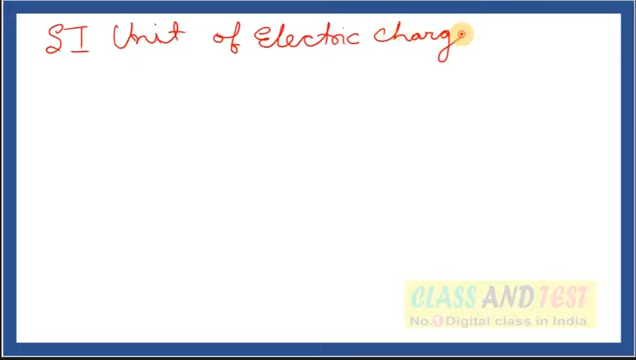 SI Unit of Electric charg
CLASS AND TEST
No.1 Digital class in India